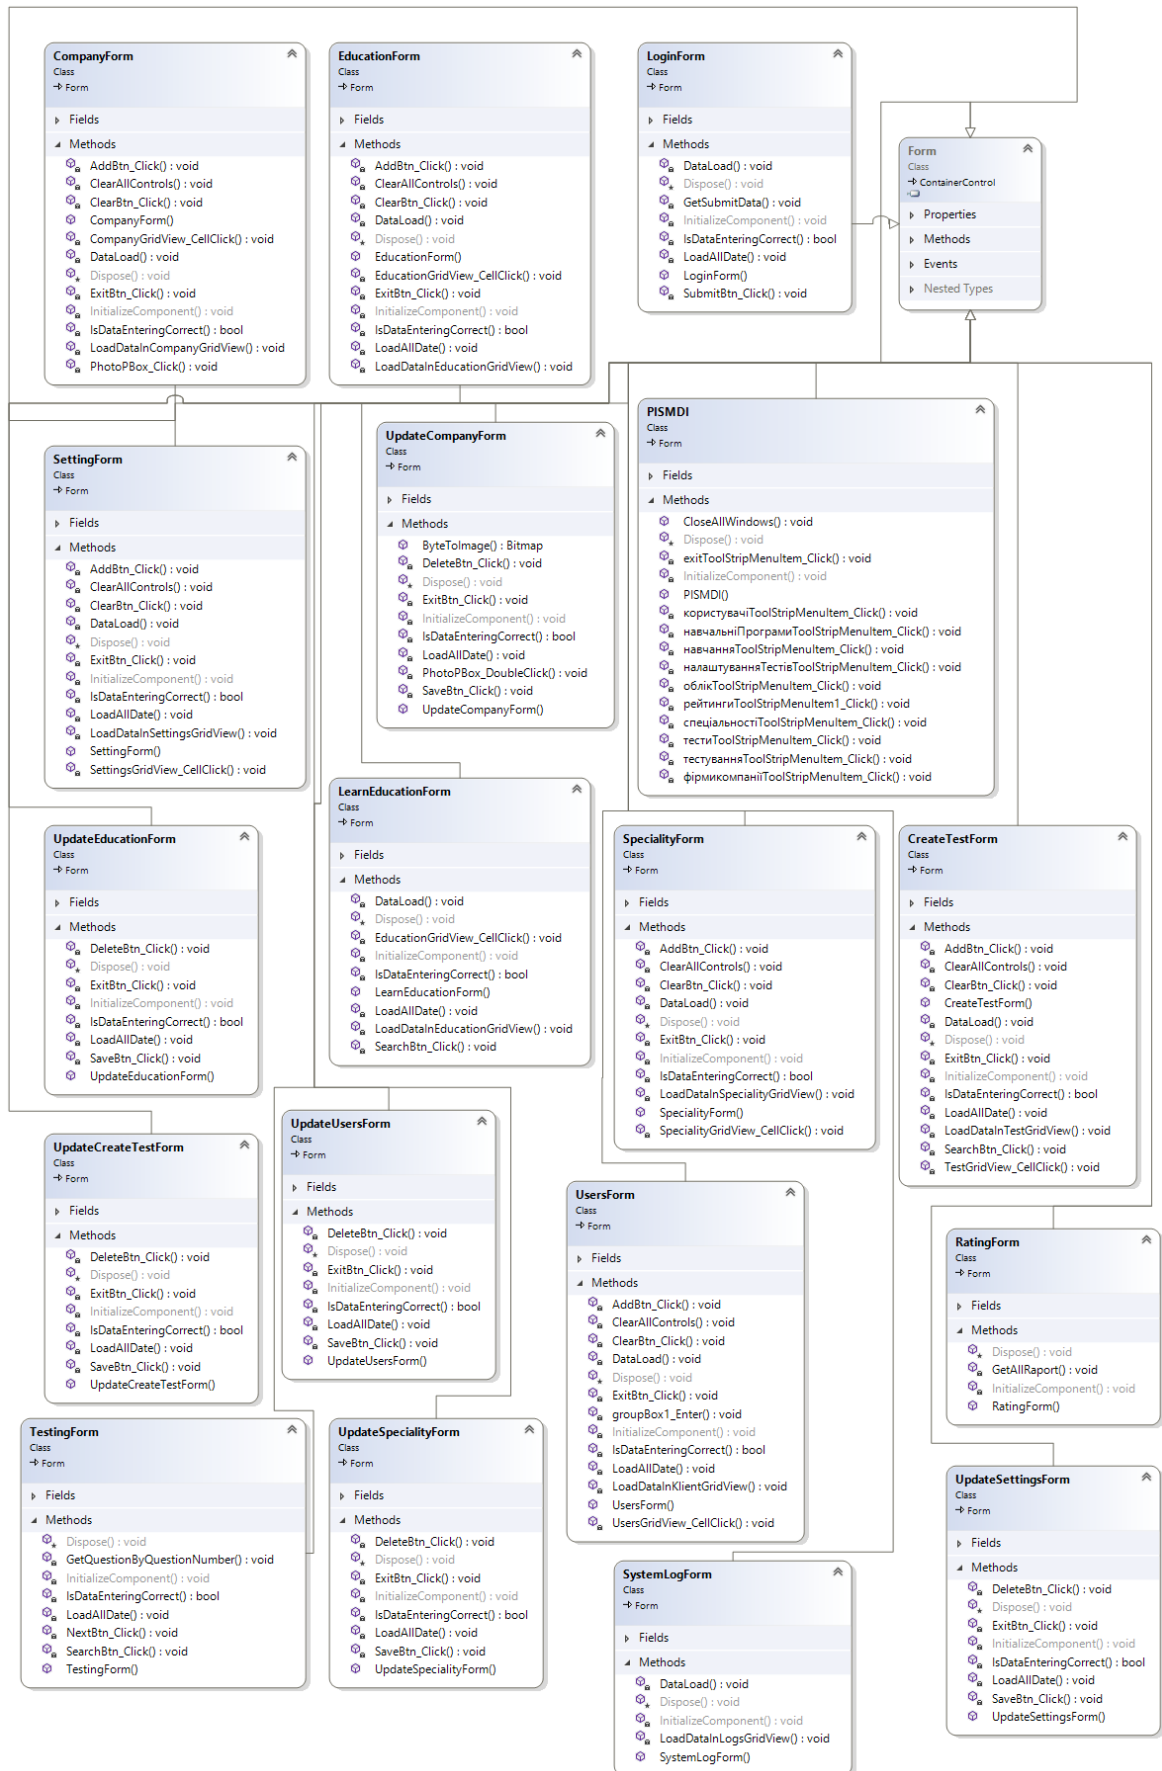 CompanyForm
Class
Form
Fields
Methods
AddBtn_Click() : void
ClearAllControls() : void
ClearBtn_Click() : void
CompanyForm()
CompanyGridView_CellClick() : void
DataLoad() : void
Dispose() : void
ExitBtn_Click() : void
InitializeComponent() : void
IsDataEnteringCorrect() : bool
LoadDataInCompanyGridView() : void
PhotoPBox_Click() : void
EducationForm
Class
Form
Fields
Methods
AddBtn_Click() : void
ClearAllControls() : void
ClearBtn_Click() : void
DataLoad() : void
Dispose() : void
EducationForm()
EducationGridView_CellClick() : void
ExitBtn_Click() : void
InitializeComponent() : void
IsDataEnteringCorrect() : bool
LoadAllDate() : void
LoadDataInEducationGridView() : void
LoginForm
Class
Form
Fields
Methods
DataLoad() : void
Dispose() : void
GetSubmitData() : void
InitializeComponent() : void
IsDataEnteringCorrect() : bool
LoadAllDate() : void
LoginForm()
SubmitBtn_Click() : void
Form
Class
ContainerControl
Properties
Methods
Events
Nested Types
SettingForm
Class
Form
Fields
Methods
AddBtn_Click() : void
ClearAllControls() : void
ClearBtn_Click() : void
DataLoad() : void
Dispose() : void
ExitBtn_Click() : void
InitializeComponent() : void
IsDataEnteringCorrect() : bool
LoadAllDate() : void
LoadDataInSettingsGridView() : void
SettingForm()
SettingsGridView_CellClick() : void
UpdateCompanyForm
Class
Form
Fields
Methods
ByteToImage() : Bitmap
DeleteBtn_Click() : void
Dispose() : void
ExitBtn_Click() : void
InitializeComponent() : void
IsDataEnteringCorrect() : bool
LoadAllDate() : void
PhotoPBox_DoubleClick() : void
SaveBtn_Click() : void
UpdateCompanyForm()
PISMDI
Class
Form
Fields
Methods
CloseAllWindows() : void
Dispose() : void
exitToolStripMenuItem_Click() : void
InitializeComponent() : void
PISMDI()
користувачіToolStripMenuItem_Click() : void
навчальніПрограмиToolStripMenuItem_Click() : void
навчанняToolStripMenuItem_Click() : void
налаштуванняТестівToolStripMenuItem_Click() : void
облікToolStripMenuItem_Click() : void
рейтингиToolStripMenuItem1_Click() : void
спеціальностіToolStripMenuItem_Click() : void
тестиToolStripMenuItem_Click() : void
тестуванняToolStripMenuItem_Click() : void
фірмикомпаніїToolStripMenuItem_Click() : void
UpdateEducationForm
Class
Form
Fields
Methods
DeleteBtn_Click() : void
Dispose() : void
ExitBtn_Click() : void
InitializeComponent() : void
IsDataEnteringCorrect() : bool
LoadAllDate() : void
SaveBtn_Click() : void
UpdateEducationForm()
LearnEducationForm
Class
Form
Fields
Methods
DataLoad() : void
Dispose() : void
EducationGridView_CellClick() : void
InitializeComponent() : void
IsDataEnteringCorrect() : bool
LearnEducationForm()
LoadAllDate() : void
LoadDataInEducationGridView() : void
SearchBtn_Click() : void
SpecialityForm
Class
Form
Fields
Methods
AddBtn_Click() : void
ClearAllControls() : void
ClearBtn_Click() : void
DataLoad() : void
Dispose() : void
ExitBtn_Click() : void
InitializeComponent() : void
IsDataEnteringCorrect() : bool
LoadDataInSpecialityGridView() : void
SpecialityForm()
SpecialityGridView_CellClick() : void
CreateTestForm
Class
Form
Fields
Methods
AddBtn_Click() : void
ClearAllControls() : void
ClearBtn_Click() : void
CreateTestForm()
DataLoad() : void
Dispose() : void
ExitBtn_Click() : void
InitializeComponent() : void
IsDataEnteringCorrect() : bool
LoadAllDate() : void
LoadDataInTestGridView() : void
SearchBtn_Click() : void
TestGridView_CellClick() : void
UpdateCreateTestForm
Class
Form
Fields
Methods
DeleteBtn_Click() : void
Dispose() : void
ExitBtn_Click() : void
InitializeComponent() : void
IsDataEnteringCorrect() : bool
LoadAllDate() : void
SaveBtn_Click() : void
UpdateCreateTestForm()
UpdateUsersForm
Class
Form
Fields
Methods
DeleteBtn_Click() : void
Dispose() : void
ExitBtn_Click() : void
InitializeComponent() : void
IsDataEnteringCorrect() : bool
LoadAllDate() : void
SaveBtn_Click() : void
UpdateUsersForm()
UsersForm
Class
Form
Fields
Methods
AddBtn_Click() : void
ClearAllControls() : void
ClearBtn_Click() : void
DataLoad() : void
Dispose() : void
ExitBtn_Click() : void
groupBox1_Enter() : void
InitializeComponent() : void
IsDataEnteringCorrect() : bool
LoadAllDate() : void
LoadDataInKlientGridView() : void
UsersForm()
UsersGridView_CellClick() : void
RatingForm
Class
Form
Fields
Methods
Dispose() : void
GetAllRaport() : void
InitializeComponent() : void
RatingForm()
TestingForm
Class
Form
Fields
Methods
Dispose() : void
GetQuestionByQuestionNumber() : void
InitializeComponent() : void
IsDataEnteringCorrect() : bool
LoadAllDate() : void
NextBtn_Click() : void
SearchBtn_Click() : void
TestingForm()
UpdateSpecialityForm
Class
Form
Fields
Methods
DeleteBtn_Click() : void
Dispose() : void
ExitBtn_Click() : void
InitializeComponent() : void
IsDataEnteringCorrect() : bool
LoadAllDate() : void
SaveBtn_Click() : void
UpdateSpecialityForm()
UpdateSettingsForm
Class
Form
Fields
Methods
DeleteBtn_Click() : void
Dispose() : void
ExitBtn_Click() : void
InitializeComponent() : void
IsDataEnteringCorrect() : bool
LoadAllDate() : void
SaveBtn_Click() : void
UpdateSettingsForm()
SystemLogForm
Class
Form
Fields
Methods
DataLoad() : void
Dispose() : void
InitializeComponent() : void
LoadDataInLogsGridView() : void
SystemLogForm()